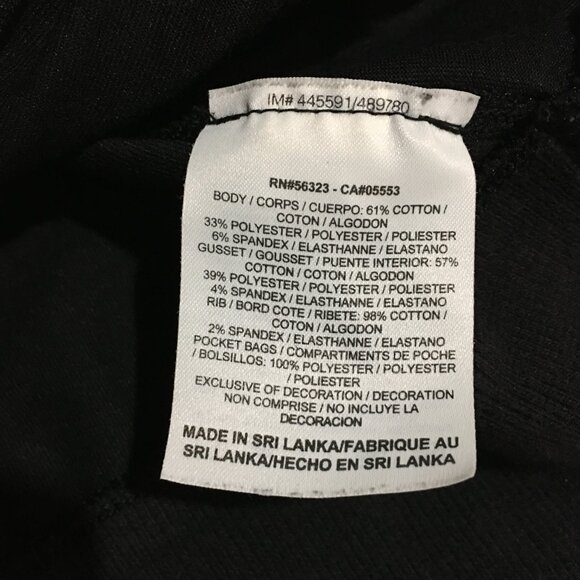 IM# 445591/489780
RN#56323 - CA#05553
BODY / CORPS / CUERPO: 61% COTTON /
COTON / ALGODON
33% POLYESTER / POLYESTER / POLIESTER
6% SPANDEX / ELASTHANNE / ELASTANO
GUSSET / GOUSSET / PUENTE INTERIOR: 57%
COTTON / COTON / ALGODON
39% POLYESTER / POLYESTER / POLIESTER
4% SPANDEX / ELASTHANNE / ELASTANO
RIB / BORD COTE / RIBETE: 98% COTTON /
COTON / ALGODON
2% SPANDEX / ELASTHANNE / ELASTANO
POCKET BAGS / COMPARTIMENTS DE POCHE
/ BOLSILLOS: 100% POLYESTER / POLYESTER
/ POLIESTER
EXCLUSIVE OF DECORATION / DECORATION
NON COMPRISE / NO INCLUYE LA
DECORACION
MADE IN SRI LANKA/FABRIQUE AU
SRI LANKA/HECHO EN SRI LANKA